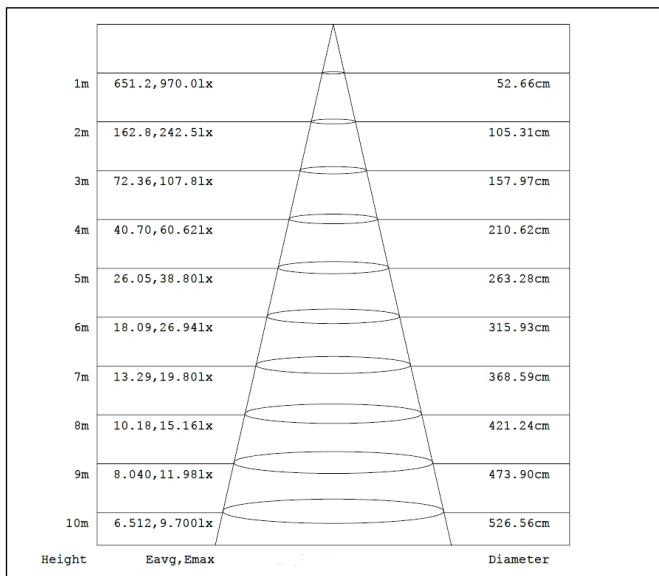 1m 651.2,970.0lx 52.66cm
2m 162.8,242.5lx 105.31cm
3m 72.36,107.8lx 157.97cm
4m 40.70,60.62lx 210.62cm
5m 26.05,38.80lx 263.28cm
6m 18.09,26.94lx 315.93cm
7m 13.29,19.80lx 368.59cm
8m 10.18,15.16lx 421.24cm
9m 8.040,11.98lx 473.90cm
10m 6.512,9.700lx 526.56cm
Height Eavg,Emax Diameter